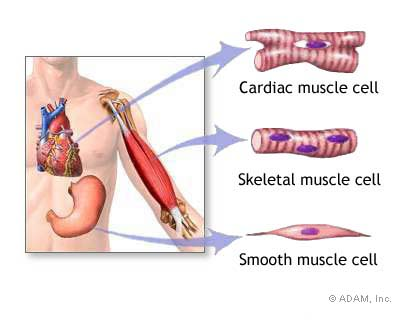 Cardiac muscle cell
Skeletal muscle cell
Smooth muscle cell
© ADAM, Inc.